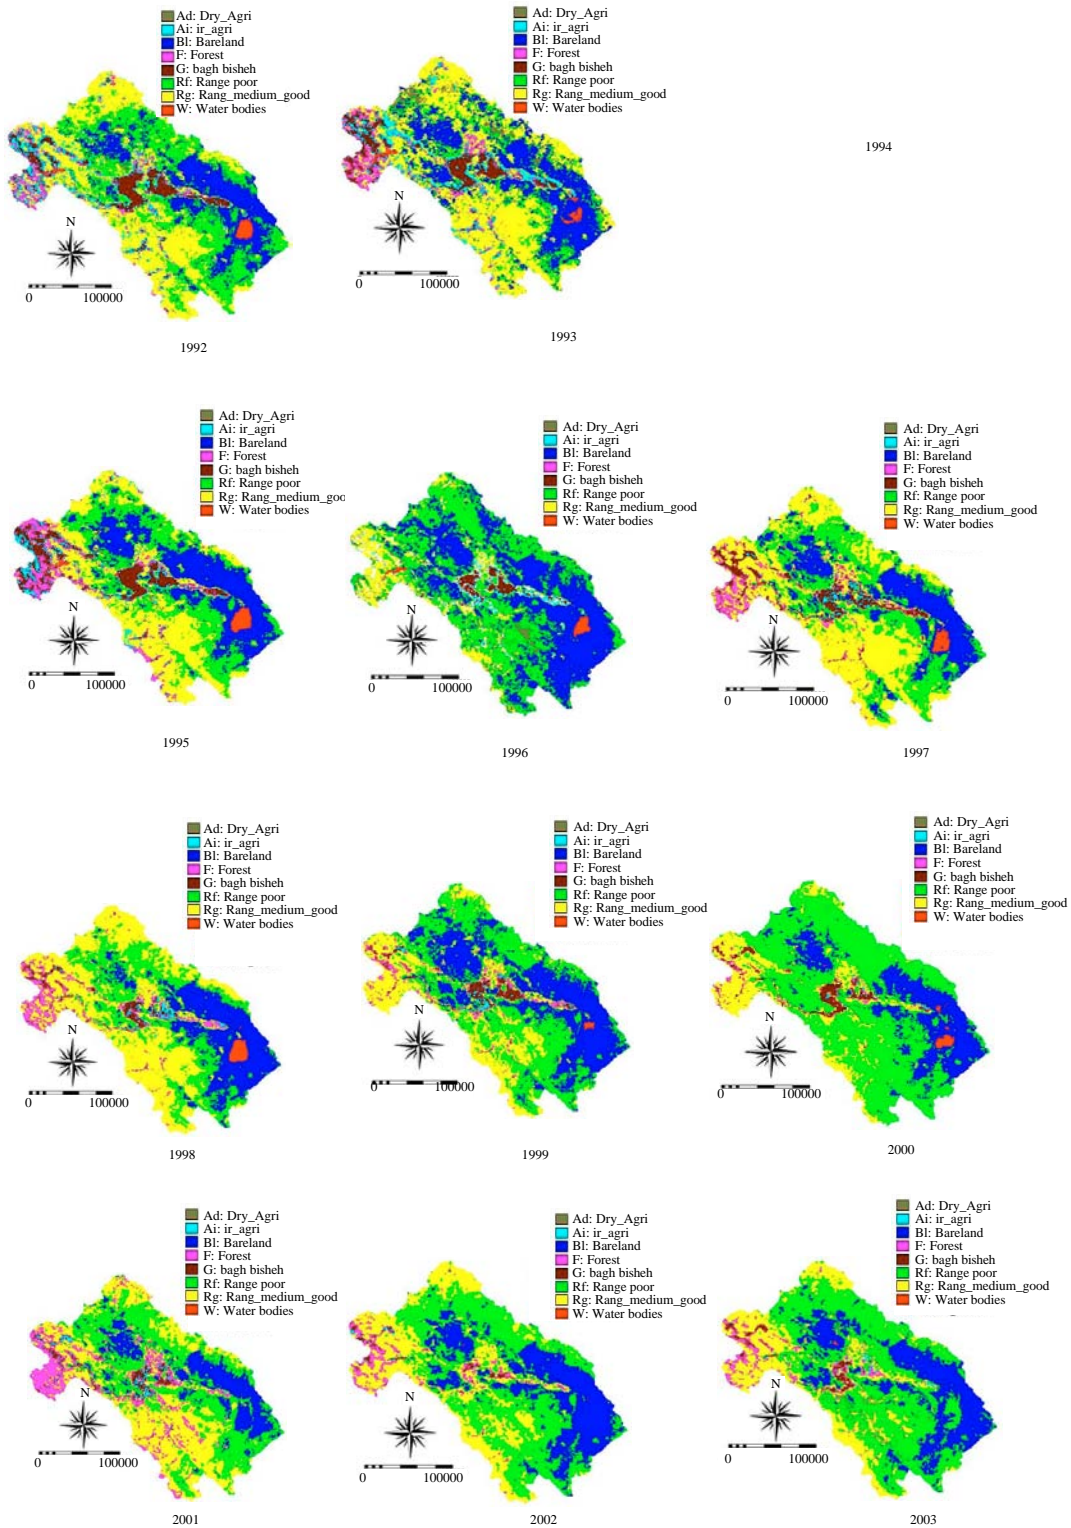 Ad: Dry_Agri
Ai: ir_agri
Bl: Bareland
F: Forest
G: bagh bisheh
Rf: Range poor
Rg: Rang_medium_good
W: Water bodies
N
0 100000
1992
Ad: Dry_Agri
Ai: ir_agri
Bl: Bareland
F: Forest
G: bagh bisheh
Rf: Range poor
Rg: Rang_medium_good
W: Water bodies
N
0 100000
1993
1994
Ad: Dry_Agri
Ai: ir_agri
Bl: Bareland
F: Forest
G: bagh bisheh
Rf: Range poor
Rg: Rang_medium_goo
W: Water bodies
N
0 100000
1995
Ad: Dry_Agri
Ai: ir_agri
Bl: Bareland
F: Forest
G: bagh bisheh
Rf: Range poor
Rg: Rang_medium_good
W: Water bodies
N
0 100000
1996
Ad: Dry_Agri
Ai: ir_agri
Bl: Bareland
F: Forest
G: bagh bisheh
Rf: Range poor
Rg: Rang_medium_good
W: Water bodies
N
0 100000
1997
Ad: Dry_Agri
Ai: ir_agri
Bl: Bareland
F: Forest
G: bagh bisheh
Rf: Range poor
Rg: Rang_medium_good
W: Water bodies
N
0 100000
1998
Ad: Dry_Agri
Ai: ir_agri
Bl: Bareland
F: Forest
G: bagh bisheh
Rf: Range poor
Rg: Rang_medium_good
W: Water bodies
N
0 100000
1999
Ad: Dry_Agri
Ai: ir_agri
Bl: Bareland
F: Forest
G: bagh bisheh
Rf: Range poor
Rg: Rang_medium_good
W: Water bodies
N
0 100000
2000
Ad: Dry_Agri
Ai: ir_agri
Bl: Bareland
F: Forest
G: bagh bisheh
Rf: Range poor
Rg: Rang_medium_good
W: Water bodies
N
0 100000
2001
Ad: Dry_Agri
Ai: ir_agri
Bl: Bareland
F: Forest
G: bagh bisheh
Rf: Range poor
Rg: Rang_medium_good
W: Water bodies
N
0 100000
2002
Ad: Dry_Agri
Ai: ir_agri
Bl: Bareland
F: Forest
G: bagh bisheh
Rf: Range poor
Rg: Rang_medium_good
W: Water bodies
N
0 100000
2003